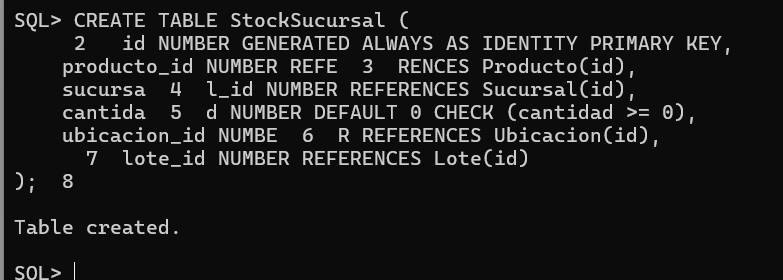 SQL> CREATE TABLE StockSucursal (
     2   id NUMBER GENERATED ALWAYS AS IDENTITY PRIMARY KEY,
    producto_id NUMBER REFE  3  RENCES Producto(id),
    sucursa  4  l_id NUMBER REFERENCES Sucursal(id),
    cantida  5  d NUMBER DEFAULT 0 CHECK (cantidad >= 0),
    ubicacion_id NUMBE  6  R REFERENCES Ubicacion(id),
      7  lote_id NUMBER REFERENCES Lote(id)
);  8
Table created.
SQL>